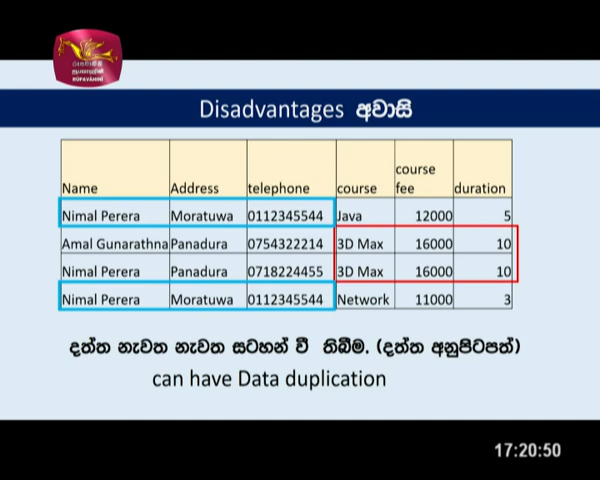 රූපවාහිනී
RUPAVAHINI
Disadvantages අවාසි
Name Address telephone course course fee duration
Nimal Perera Moratuwa 0112345544 Java 12000 5
Amal Gunarathna Panadura 0754322214 3D Max 16000 10
Nimal Perera Panadura 0718224455 3D Max 16000 10
Nimal Perera Moratuwa 0112345544 Network 11000 3
දත්ත නැවත නැවත සටහන් වී තිබීම. (දත්ත අනුපිටපත්)
can have Data duplication
17:20:50